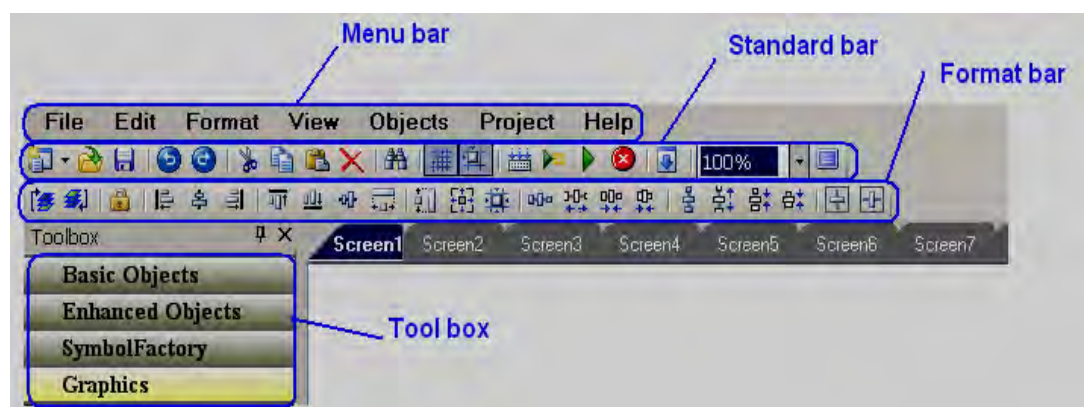 Menu bar
Standard bar
Format bar
File Edit Format View Objects Project Help
100%
Toolbox
Screen1 Screen2 Screen3 Screen4 Screen5 Screen6 Screen7
Basic Objects
Enhanced Objects
Tool box
SymbolFactory
Graphics